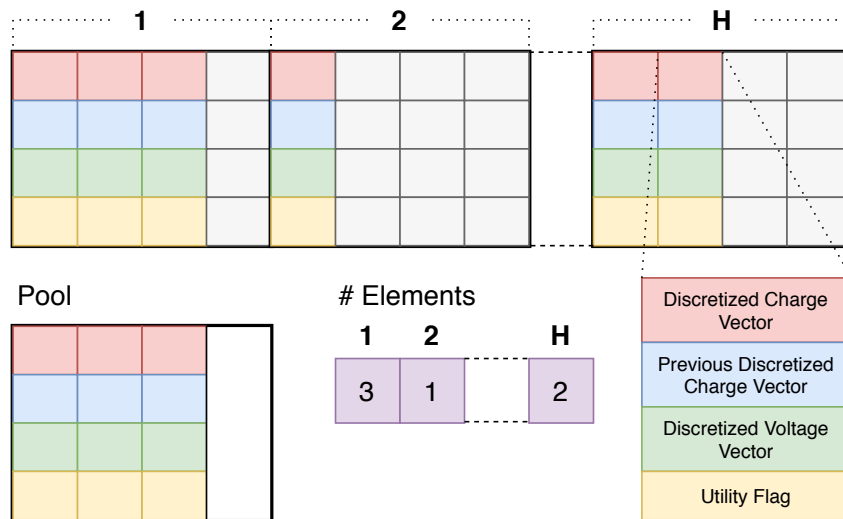 1 2 H
Pool
# Elements
1 2 H
3 1 2
Discretized Charge
Vector
Previous Discretized
Charge Vector
Discretized Voltage
Vector
Utility Flag